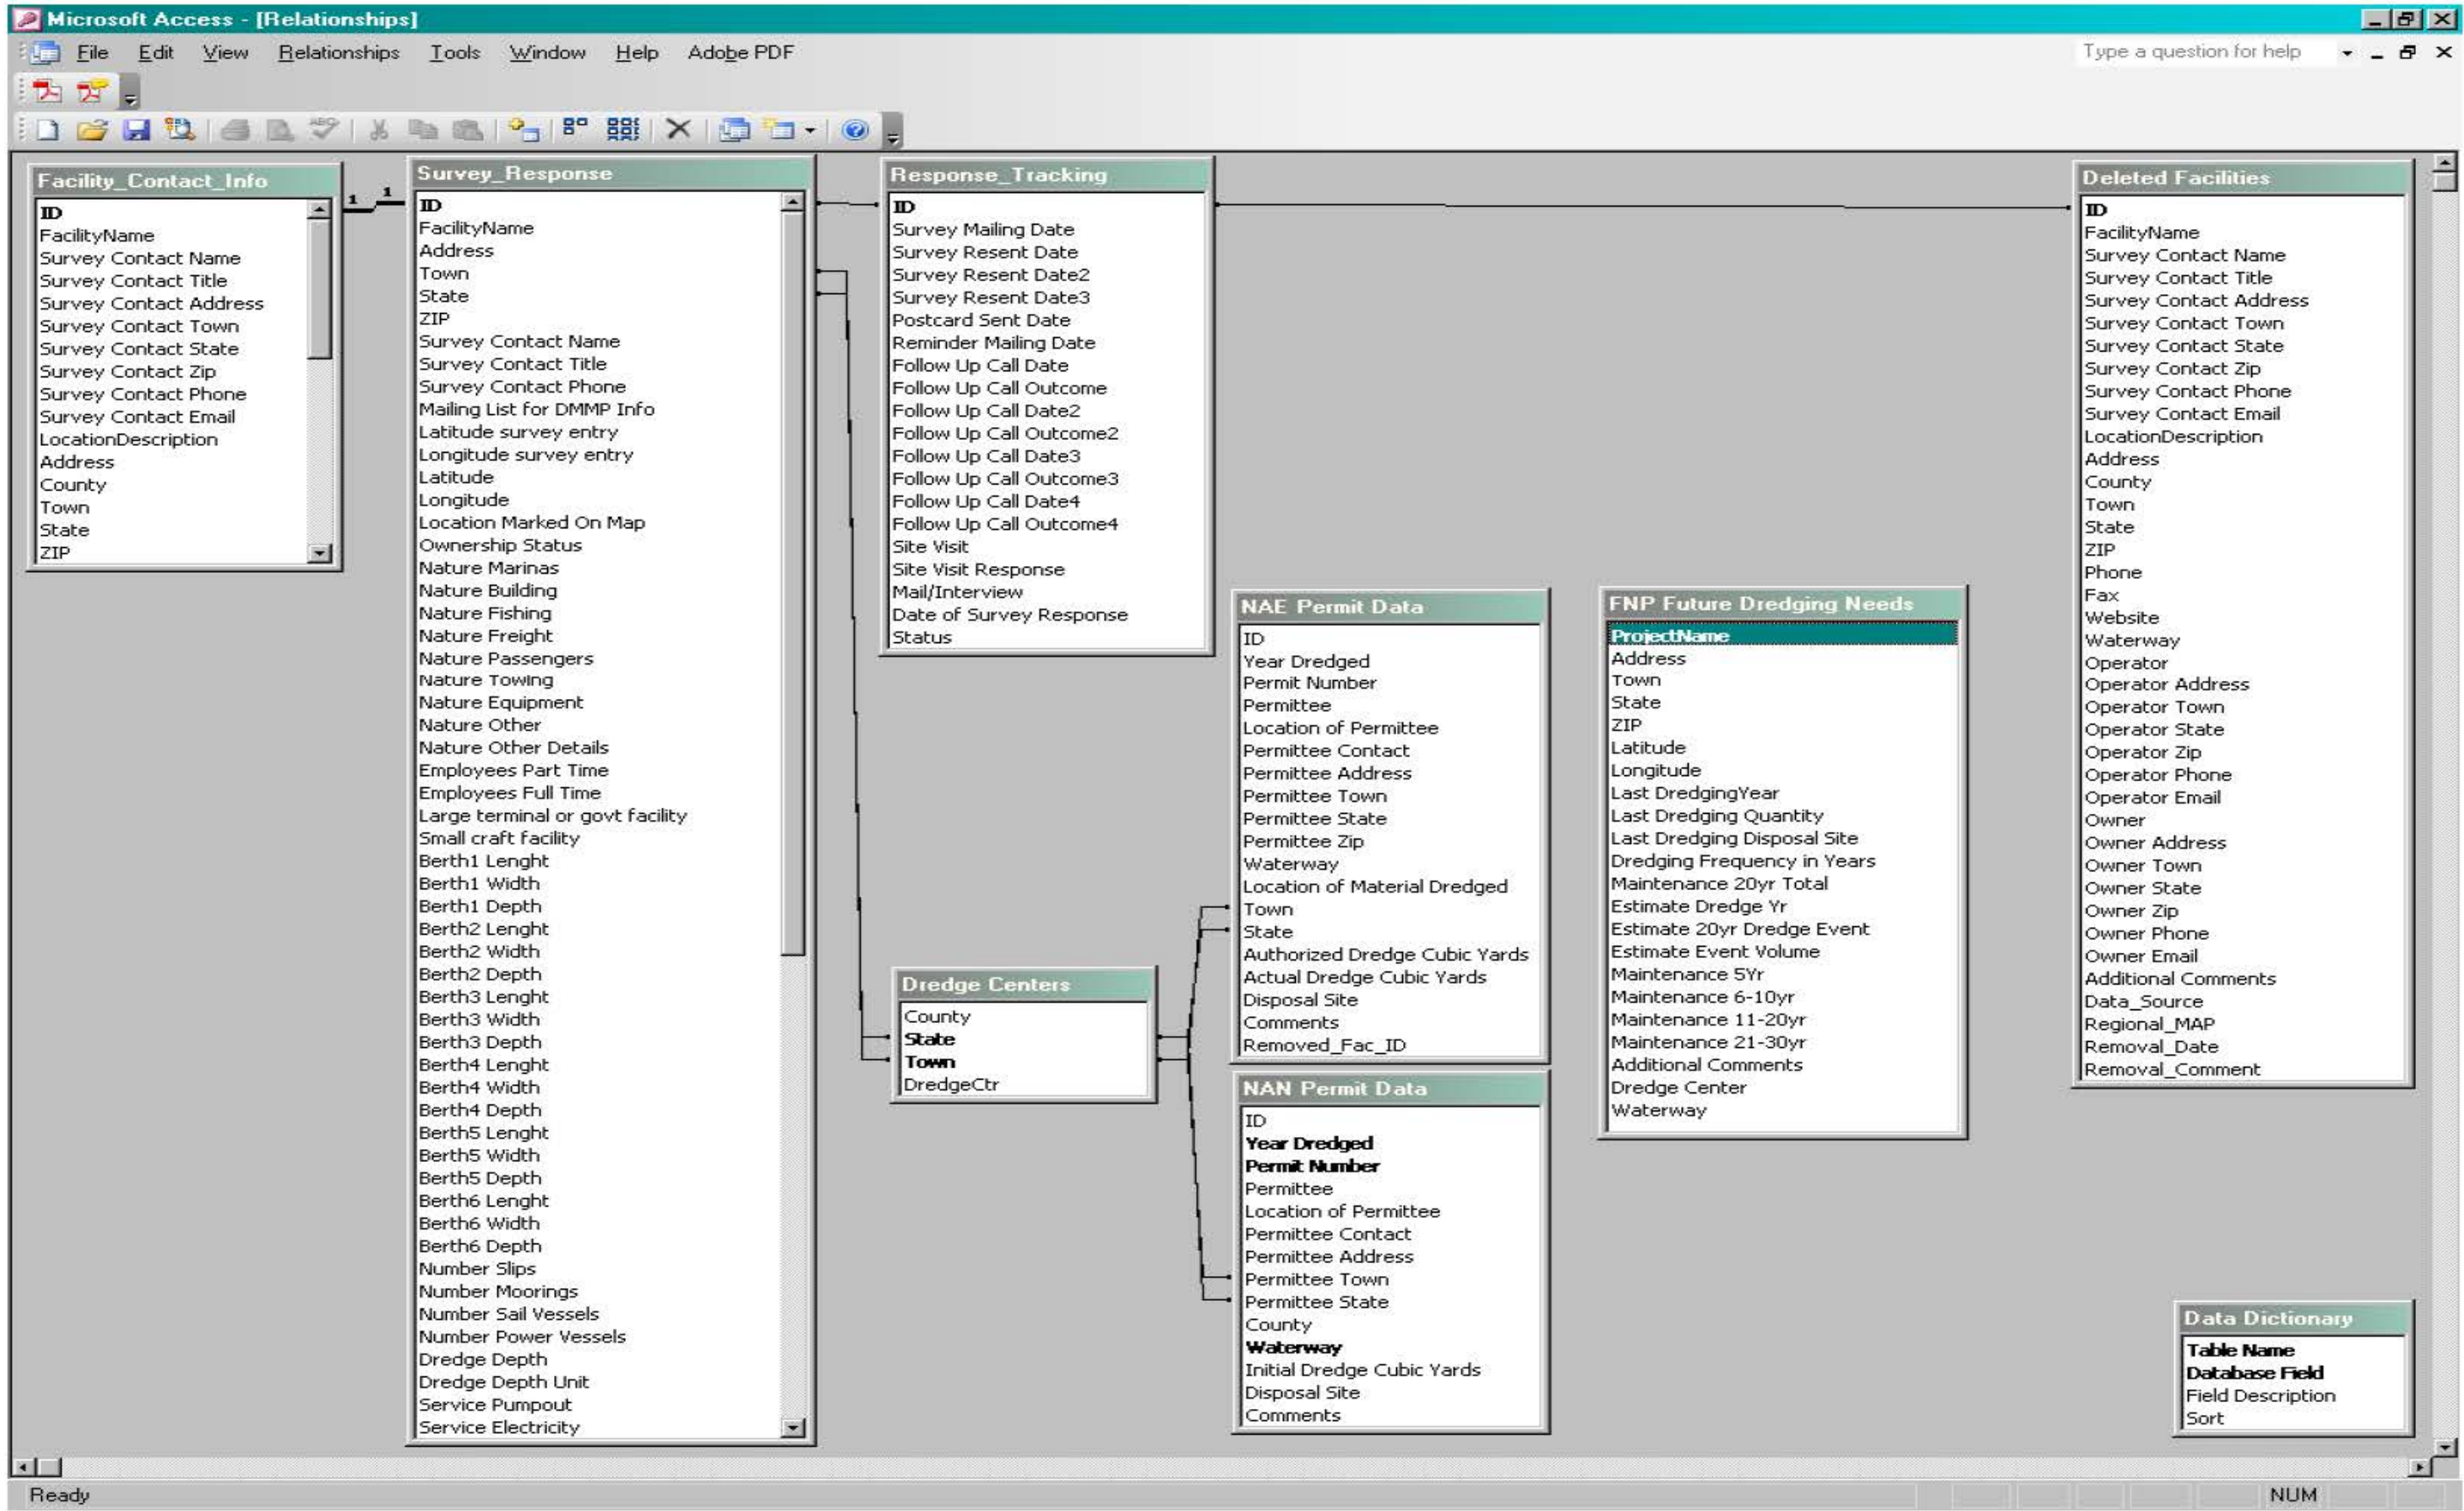 Microsoft Access - [Relationships]
File Edit View Relationships Tools Window Help Adobe PDF
Type a question for help
Facility_Contact_Info
ID
FacilityName
Survey Contact Name
Survey Contact Title
Survey Contact Address
Survey Contact Town
Survey Contact State
Survey Contact Zip
Survey Contact Phone
Survey Contact Email
LocationDescription
Address
County
Town
State
ZIP
1 1
Survey_Response
ID
FacilityName
Address
Town
State
ZIP
Survey Contact Name
Survey Contact Title
Survey Contact Phone
Mailing List for DMMP Info
Latitude survey entry
Longitude survey entry
Latitude
Longitude
Location Marked On Map
Ownership Status
Nature Marinas
Nature Building
Nature Fishing
Nature Freight
Nature Passengers
Nature Towing
Nature Equipment
Nature Other
Nature Other Details
Employees Part Time
Employees Full Time
Large terminal or govt facility
Small craft facility
Berth1 Lenght
Berth1 Width
Berth1 Depth
Berth2 Lenght
Berth2 Width
Berth2 Depth
Berth3 Lenght
Berth3 Width
Berth3 Depth
Berth4 Lenght
Berth4 Width
Berth4 Depth
Berth5 Lenght
Berth5 Width
Berth5 Depth
Berth6 Lenght
Berth6 Width
Berth6 Depth
Number Slips
Number Moorings
Number Sail Vessels
Number Power Vessels
Dredge Depth
Dredge Depth Unit
Service Pumpout
Service Electricity
Response_Tracking
ID
Survey Mailing Date
Survey Resent Date
Survey Resent Date2
Survey Resent Date3
Postcard Sent Date
Reminder Mailing Date
Follow Up Call Date
Follow Up Call Outcome
Follow Up Call Date2
Follow Up Call Outcome2
Follow Up Call Date3
Follow Up Call Outcome3
Follow Up Call Date4
Follow Up Call Outcome4
Site Visit
Site Visit Response
Mail/Interview
Date of Survey Response
Status
Dredge Centers
County
State
Town
DredgeCtr
NAE Permit Data
ID
Year Dredged
Permit Number
Permittee
Location of Permittee
Permittee Contact
Permittee Address
Permittee Town
Permittee State
Permittee Zip
Waterway
Location of Material Dredged
Town
State
Authorized Dredge Cubic Yards
Actual Dredge Cubic Yards
Disposal Site
Comments
Removed_Fac_ID
NAN Permit Data
ID
Year Dredged
Permit Number
Permittee
Location of Permittee
Permittee Contact
Permittee Address
Permittee Town
Permittee State
County
Waterway
Initial Dredge Cubic Yards
Disposal Site
Comments
FNP Future Dredging Needs
ProjectName
Address
Town
State
ZIP
Latitude
Longitude
Last DredgingYear
Last Dredging Quantity
Last Dredging Disposal Site
Dredging Frequency in Years
Maintenance 20yr Total
Estimate Dredge Yr
Estimate 20yr Dredge Event
Estimate Event Volume
Maintenance 5Yr
Maintenance 6-10yr
Maintenance 11-20yr
Maintenance 21-30yr
Additional Comments
Dredge Center
Waterway
Deleted Facilities
ID
FacilityName
Survey Contact Name
Survey Contact Title
Survey Contact Address
Survey Contact Town
Survey Contact State
Survey Contact Zip
Survey Contact Phone
Survey Contact Email
LocationDescription
Address
County
Town
State
ZIP
Phone
Fax
Website
Waterway
Operator
Operator Address
Operator Town
Operator State
Operator Zip
Operator Phone
Operator Email
Owner
Owner Address
Owner Town
Owner State
Owner Zip
Owner Phone
Owner Email
Additional Comments
Data_Source
Regional_MAP
Removal_Date
Removal_Comment
Data Dictionary
Table Name
Database Field
Field Description
Sort
Ready
NUM